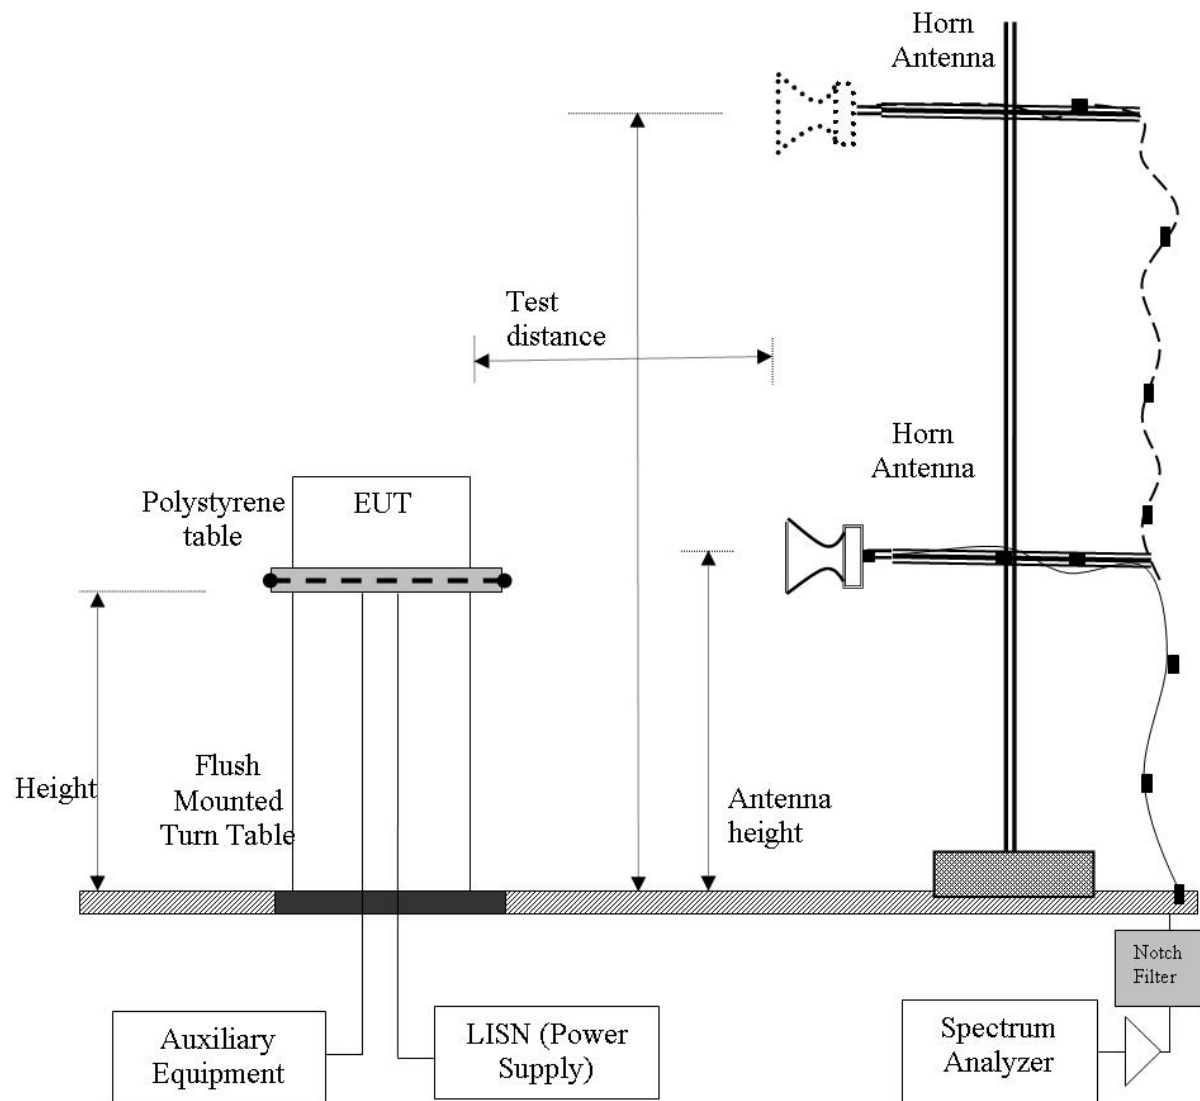 Horn
Antenna
Test
distance
Horn
Antenna
Polystyrene
table
EUT
Height
Flush
Mounted
Turn Table
Antenna
height
Notch
Filter
Auxiliary
Equipment
LISN (Power
Supply)
Spectrum
Analyzer